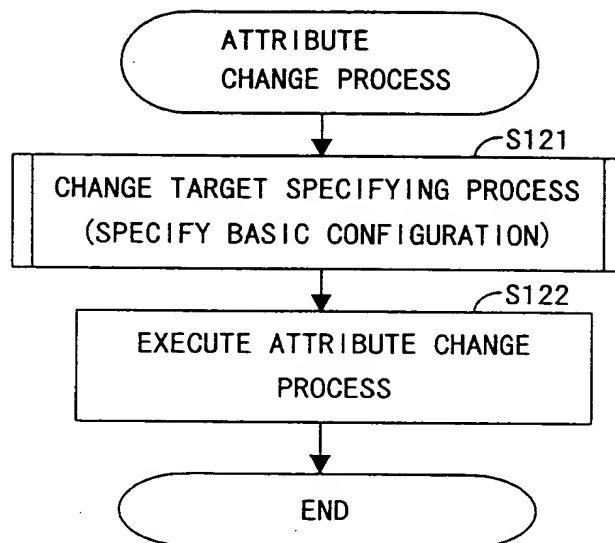 ATTRIBUTE
CHANGE PROCESS
S121
CHANGE TARGET SPECIFYING PROCESS
(SPECIFY BASIC CONFIGURATION)
S122
EXECUTE ATTRIBUTE CHANGE
PROCESS
END